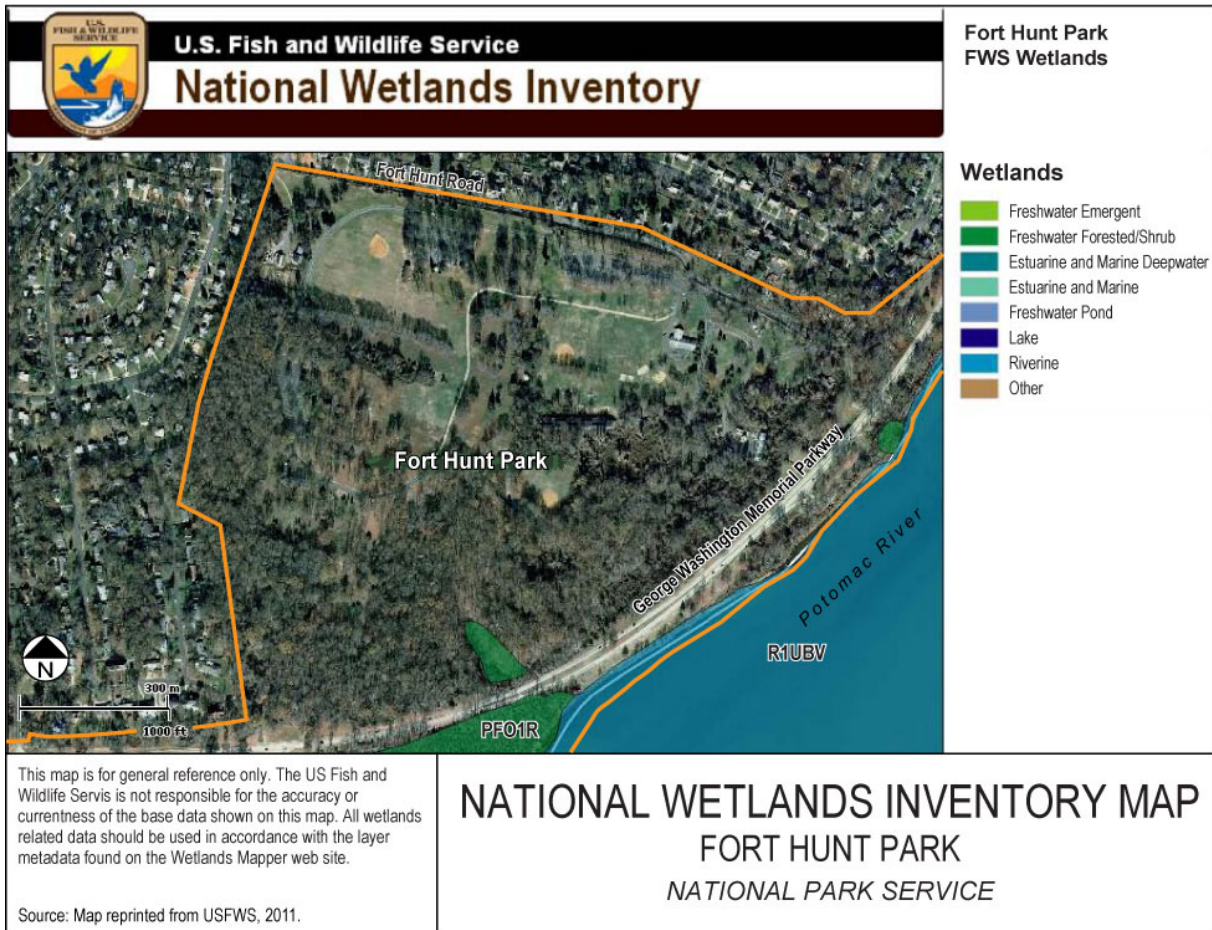 U.S.
FISH & WILDLIFE
SERVICE
DEPARTMENT OF THE INTERIOR
U.S. Fish and Wildlife Service
National Wetlands Inventory
Fort Hunt Park
FWS Wetlands
Wetlands
Freshwater Emergent
Freshwater Forested/Shrub
Estuarine and Marine Deepwater
Estuarine and Marine
Freshwater Pond
Lake
Riverine
Other
Fort Hunt Road
Fort Hunt Park
George Washington Memorial Parkway
Potomac River
R1UBV
PFO1R
N
300 m
1000 ft
This map is for general reference only. The US Fish and
Wildlife Servis is not responsible for the accuracy or
currentness of the base data shown on this map. All wetlands
related data should be used in accordance with the layer
metadata found on the Wetlands Mapper web site.
Source: Map reprinted from USFWS, 2011.
NATIONAL WETLANDS INVENTORY MAP
FORT HUNT PARK
NATIONAL PARK SERVICE